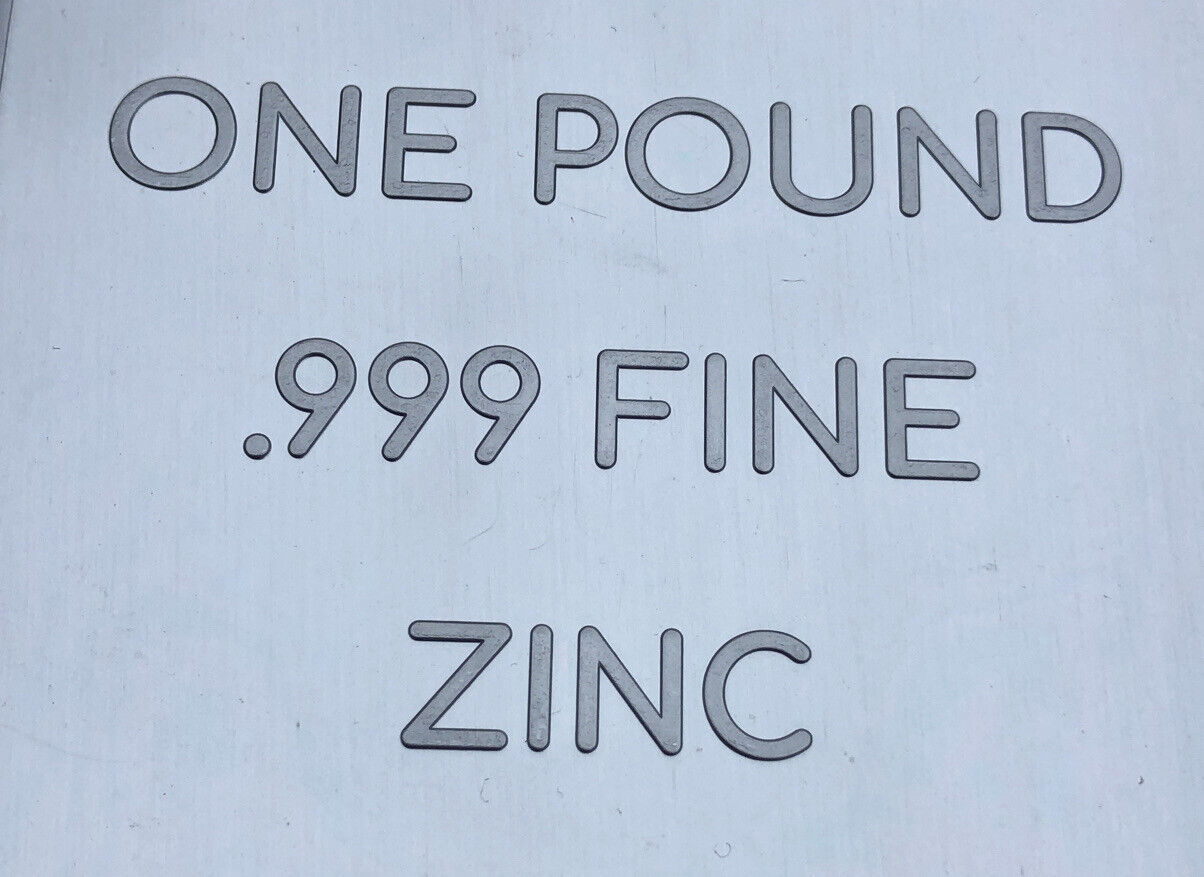 ONE POUND
.999 FINE
ZINC